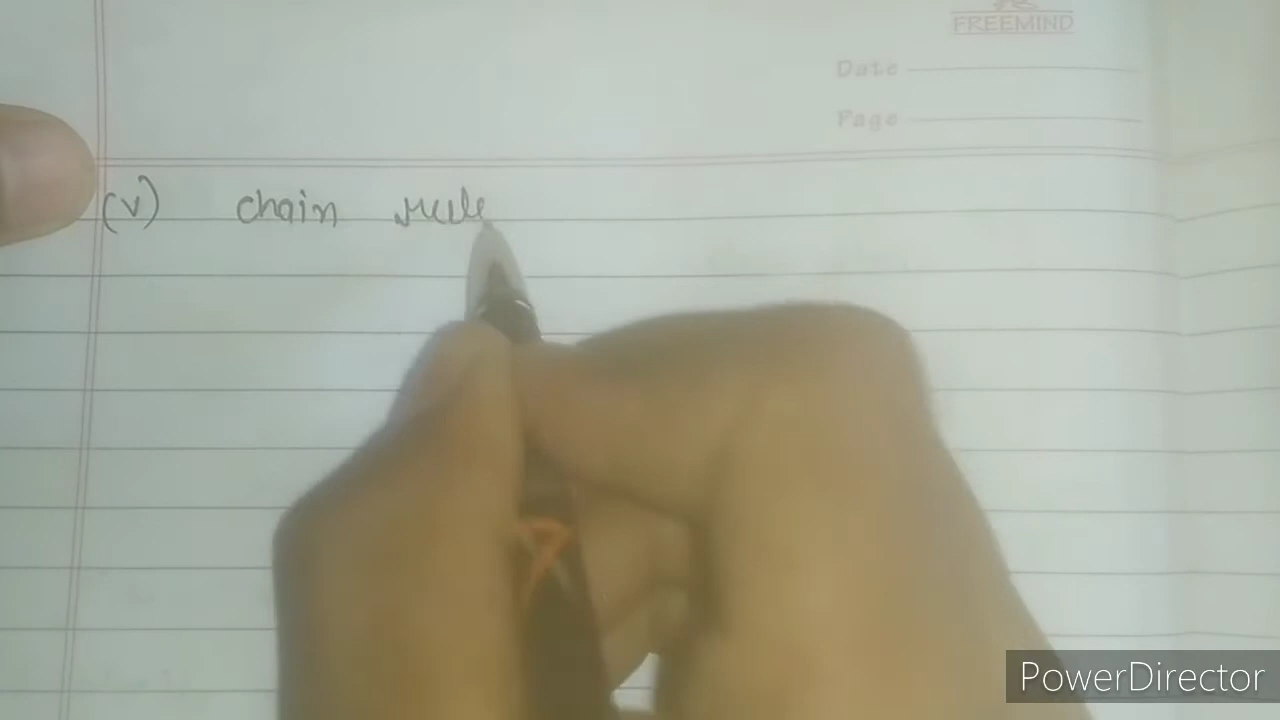 FREEMIND
Date
Page
(v) chain rule
PowerDirector